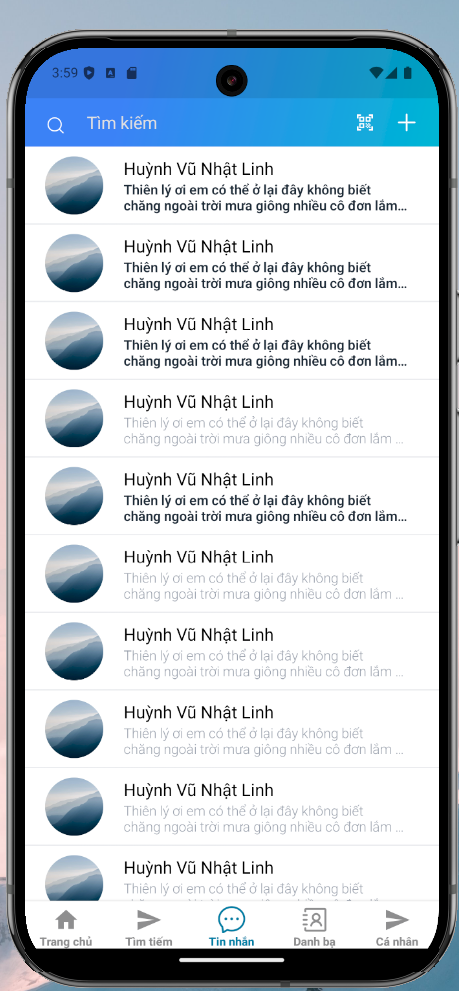 3:59
Tìm kiếm
Huỳnh Vũ Nhật Linh
Thiên lý ơi em có thể ở lại đây không biết
chăng ngoài trời mưa giông nhiều cô đơn lắm...
Huỳnh Vũ Nhật Linh
Thiên lý ơi em có thể ở lại đây không biết
chăng ngoài trời mưa giông nhiều cô đơn lắm...
Huỳnh Vũ Nhật Linh
Thiên lý ơi em có thể ở lại đây không biết
chăng ngoài trời mưa giông nhiều cô đơn lắm...
Huỳnh Vũ Nhật Linh
Thiên lý ơi em có thể ở lại đây không biết
chăng ngoài trời mưa giông nhiều cô đơn lắm ...
Huỳnh Vũ Nhật Linh
Thiên lý ơi em có thể ở lại đây không biết
chăng ngoài trời mưa giông nhiều cô đơn lắm...
Huỳnh Vũ Nhật Linh
Thiên lý ơi em có thể ở lại đây không biết
chăng ngoài trời mưa giông nhiều cô đơn lắm ...
Huỳnh Vũ Nhật Linh
Thiên lý ơi em có thể ở lại đây không biết
chăng ngoài trời mưa giông nhiều cô đơn lắm ...
Huỳnh Vũ Nhật Linh
Thiên lý ơi em có thể ở lại đây không biết
chăng ngoài trời mưa giông nhiều cô đơn lắm ...
Huỳnh Vũ Nhật Linh
Thiên lý ơi em có thể ở lại đây không biết
chăng ngoài trời mưa giông nhiều cô đơn lắm ...
Huỳnh Vũ Nhật Linh
Thiên lý ơi em có thể ở lại đây không biết
chăng ngoài trời mưa giông nhiều cô đơn lắm ...
Trang chủ Tìm tiếm Tin nhắn Danh bạ Cá nhân